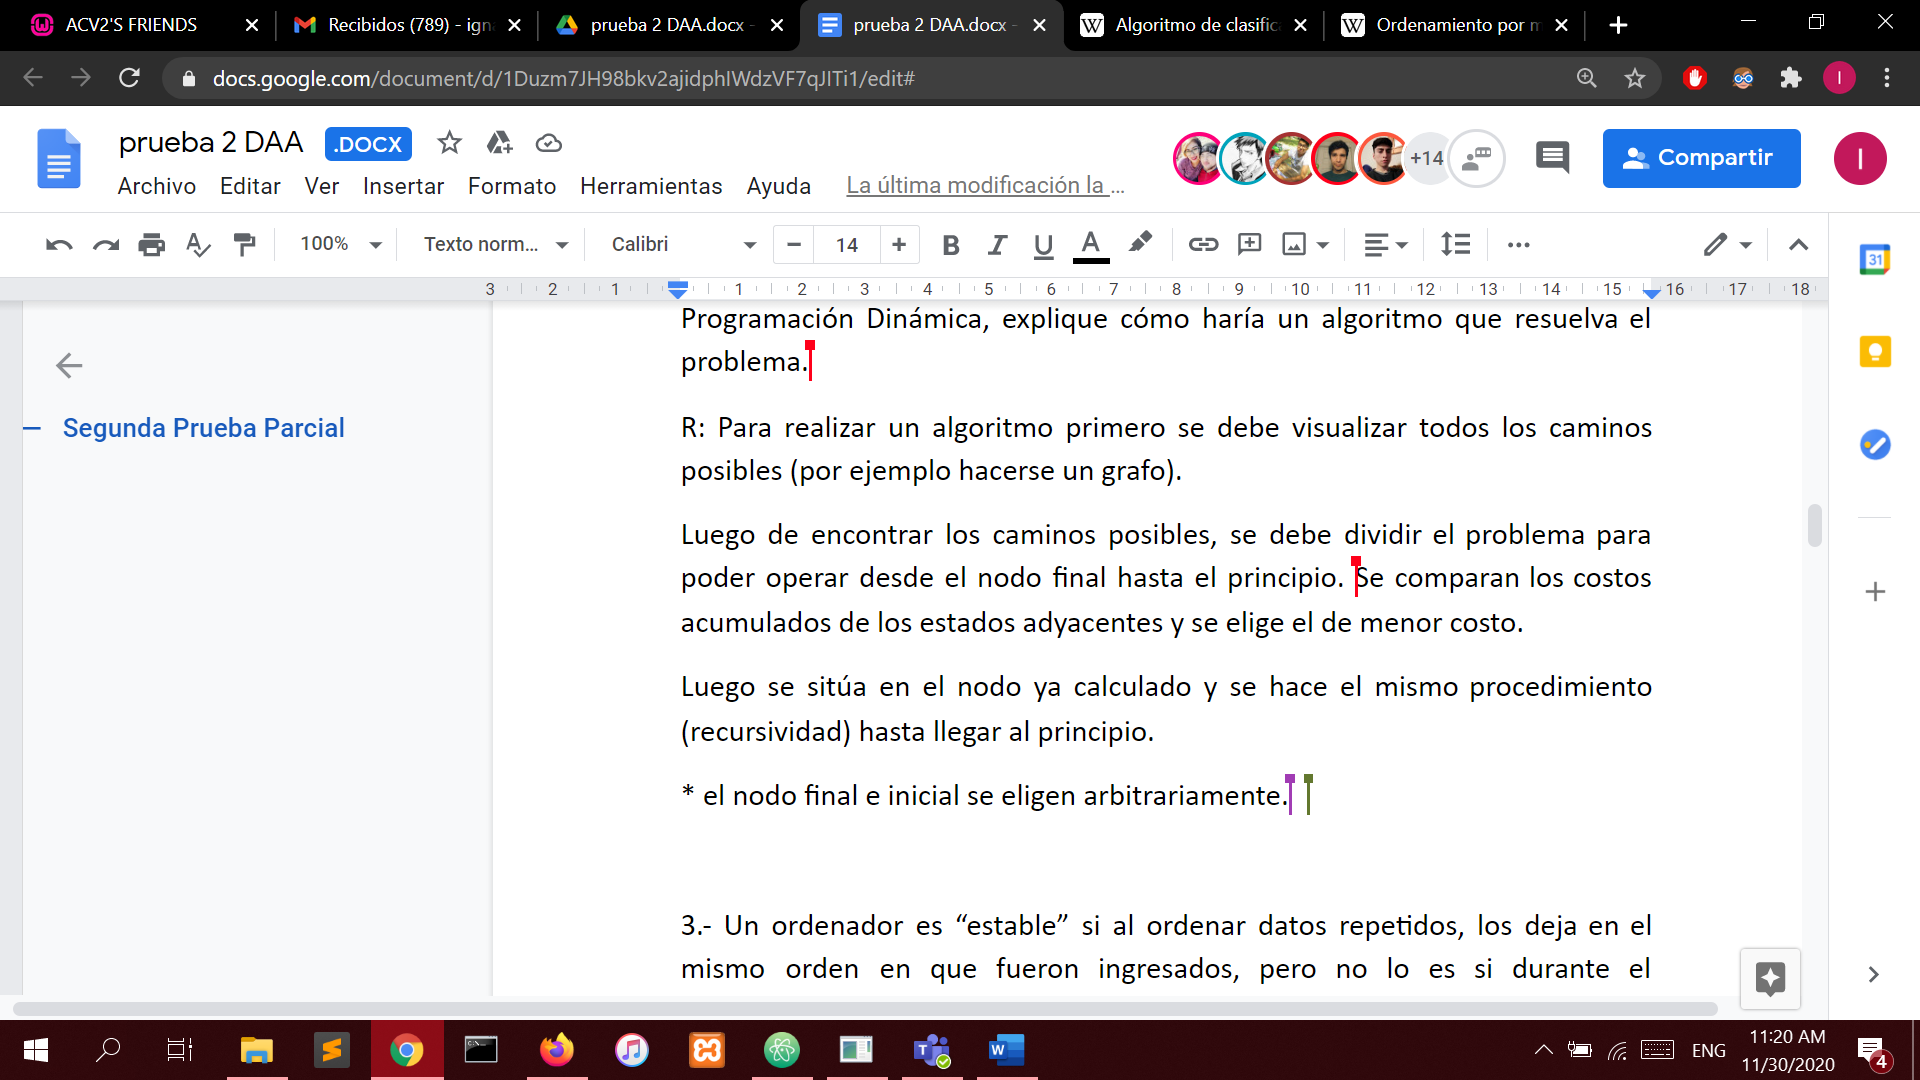 ACV2'S FRIENDS
Recibidos (789) - ign
prueba 2 DAA.docx -
prueba 2 DAA.docx -
Algoritmo de clasific
Ordenamiento por m
docs.google.com/document/d/1Duzm7JH98bkv2ajidphlWdzVF7qJITi1/edit#
I
prueba 2 DAA
.DOCX
+14
Compartir
I
Archivo Editar Ver Insertar Formato Herramientas Ayuda La última modificación la ...
100% Texto norm... Calibri 14 B I U A
31
3 2 1 1 2 3 4 5 6 7 8 9 10 11 12 13 14 15 16 17 18
Segunda Prueba Parcial
Programación Dinámica, explique cómo haría un algoritmo que resuelva el
problema.
R: Para realizar un algoritmo primero se debe visualizar todos los caminos
posibles (por ejemplo hacerse un grafo).
Luego de encontrar los caminos posibles, se debe dividir el problema para
poder operar desde el nodo final hasta el principio. Se comparan los costos
acumulados de los estados adyacentes y se elige el de menor costo.
Luego se sitúa en el nodo ya calculado y se hace el mismo procedimiento
(recursividad) hasta llegar al principio.
* el nodo final e inicial se eligen arbitrariamente.
3.- Un ordenador es “estable” si al ordenar datos repetidos, los deja en el
mismo orden en que fueron ingresados, pero no lo es si durante el
ENG
11:20 AM
11/30/2020
4